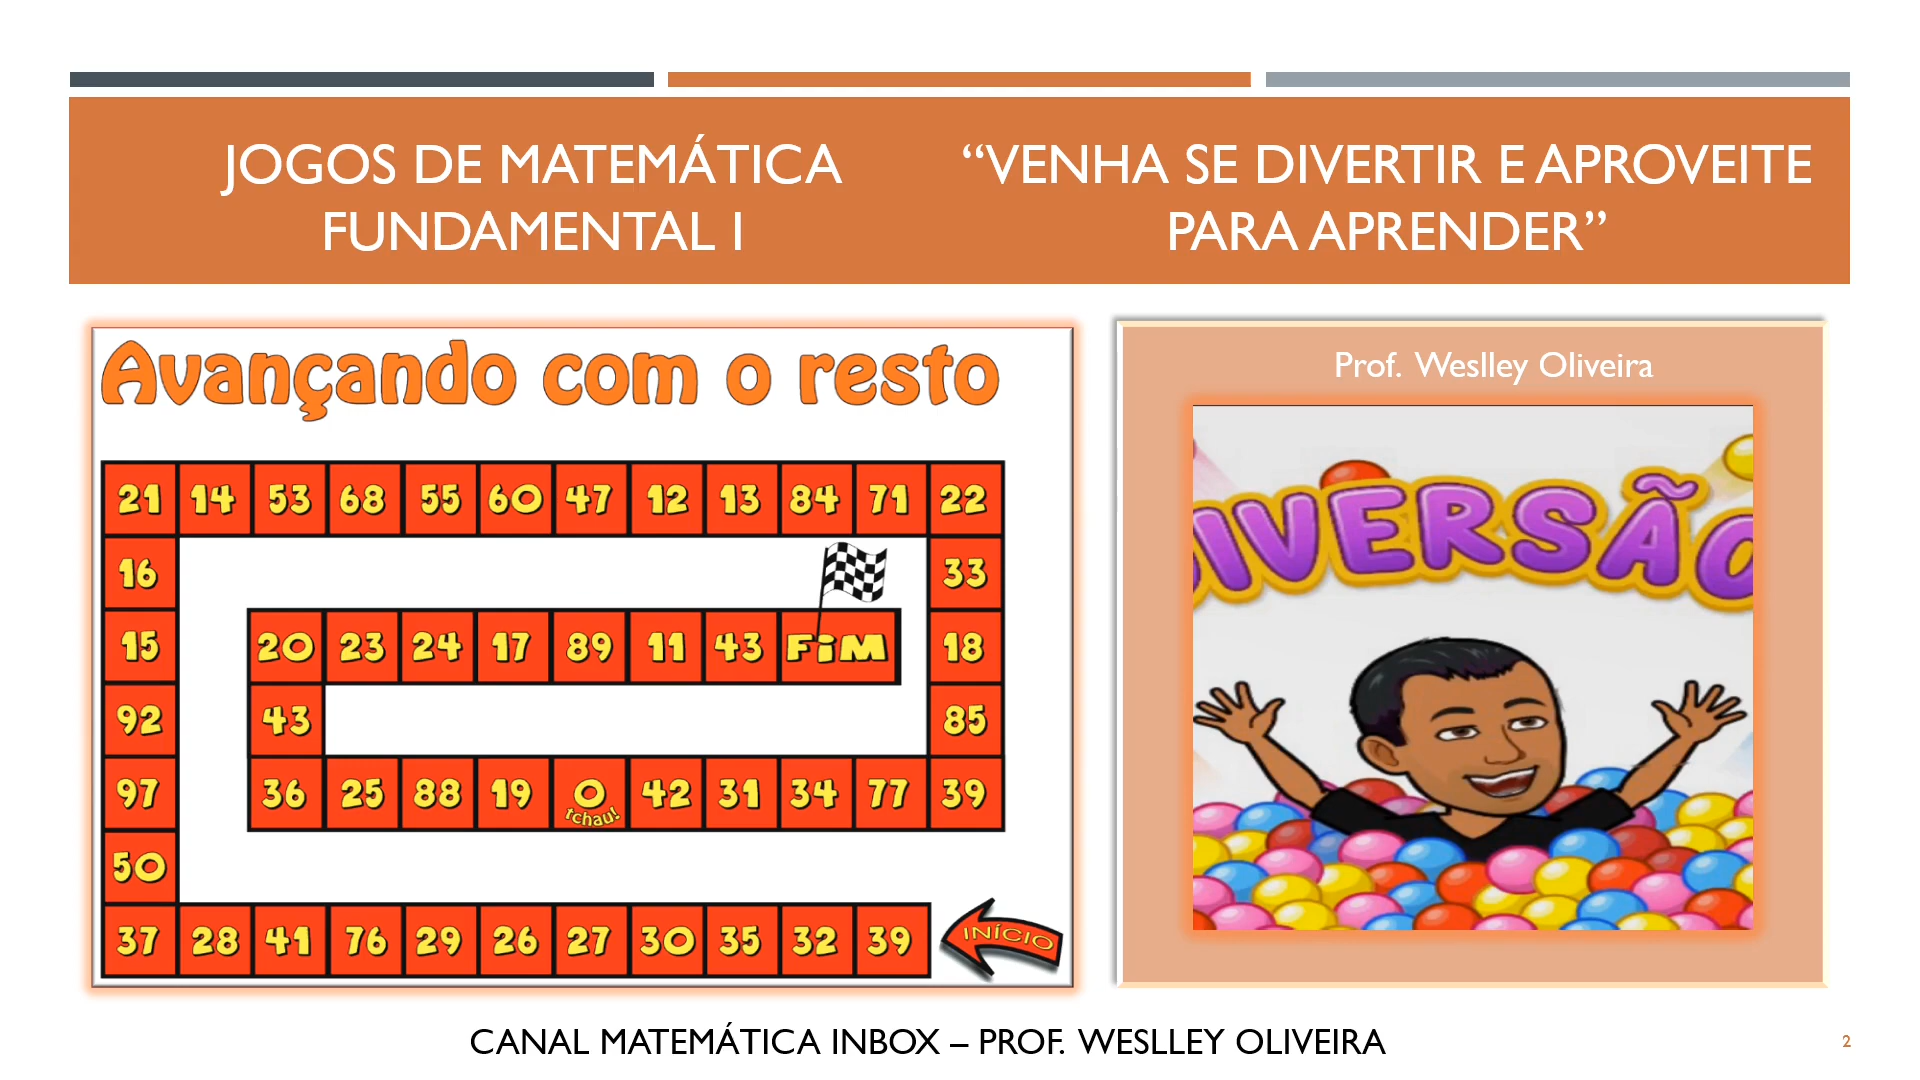 JOGOS DE MATEMÁTICA
FUNDAMENTAL I
“VENHA SE DIVERTIR E APROVEITE
PARA APRENDER”
Avançando com o resto
21 14 53 68 55 60 47 12 13 84 71 22
16 33
15 20 23 24 17 89 11 43 FiM 18
92 43 85
97 36 25 88 19 0 42 31 34 77 39
tchau!
50
37 28 41 76 29 26 27 30 35 32 39
INÍCIO
Prof. Weslley Oliveira
DIVERSÃO
CANAL MATEMÁTICA INBOX – PROF. WESLLEY OLIVEIRA
2